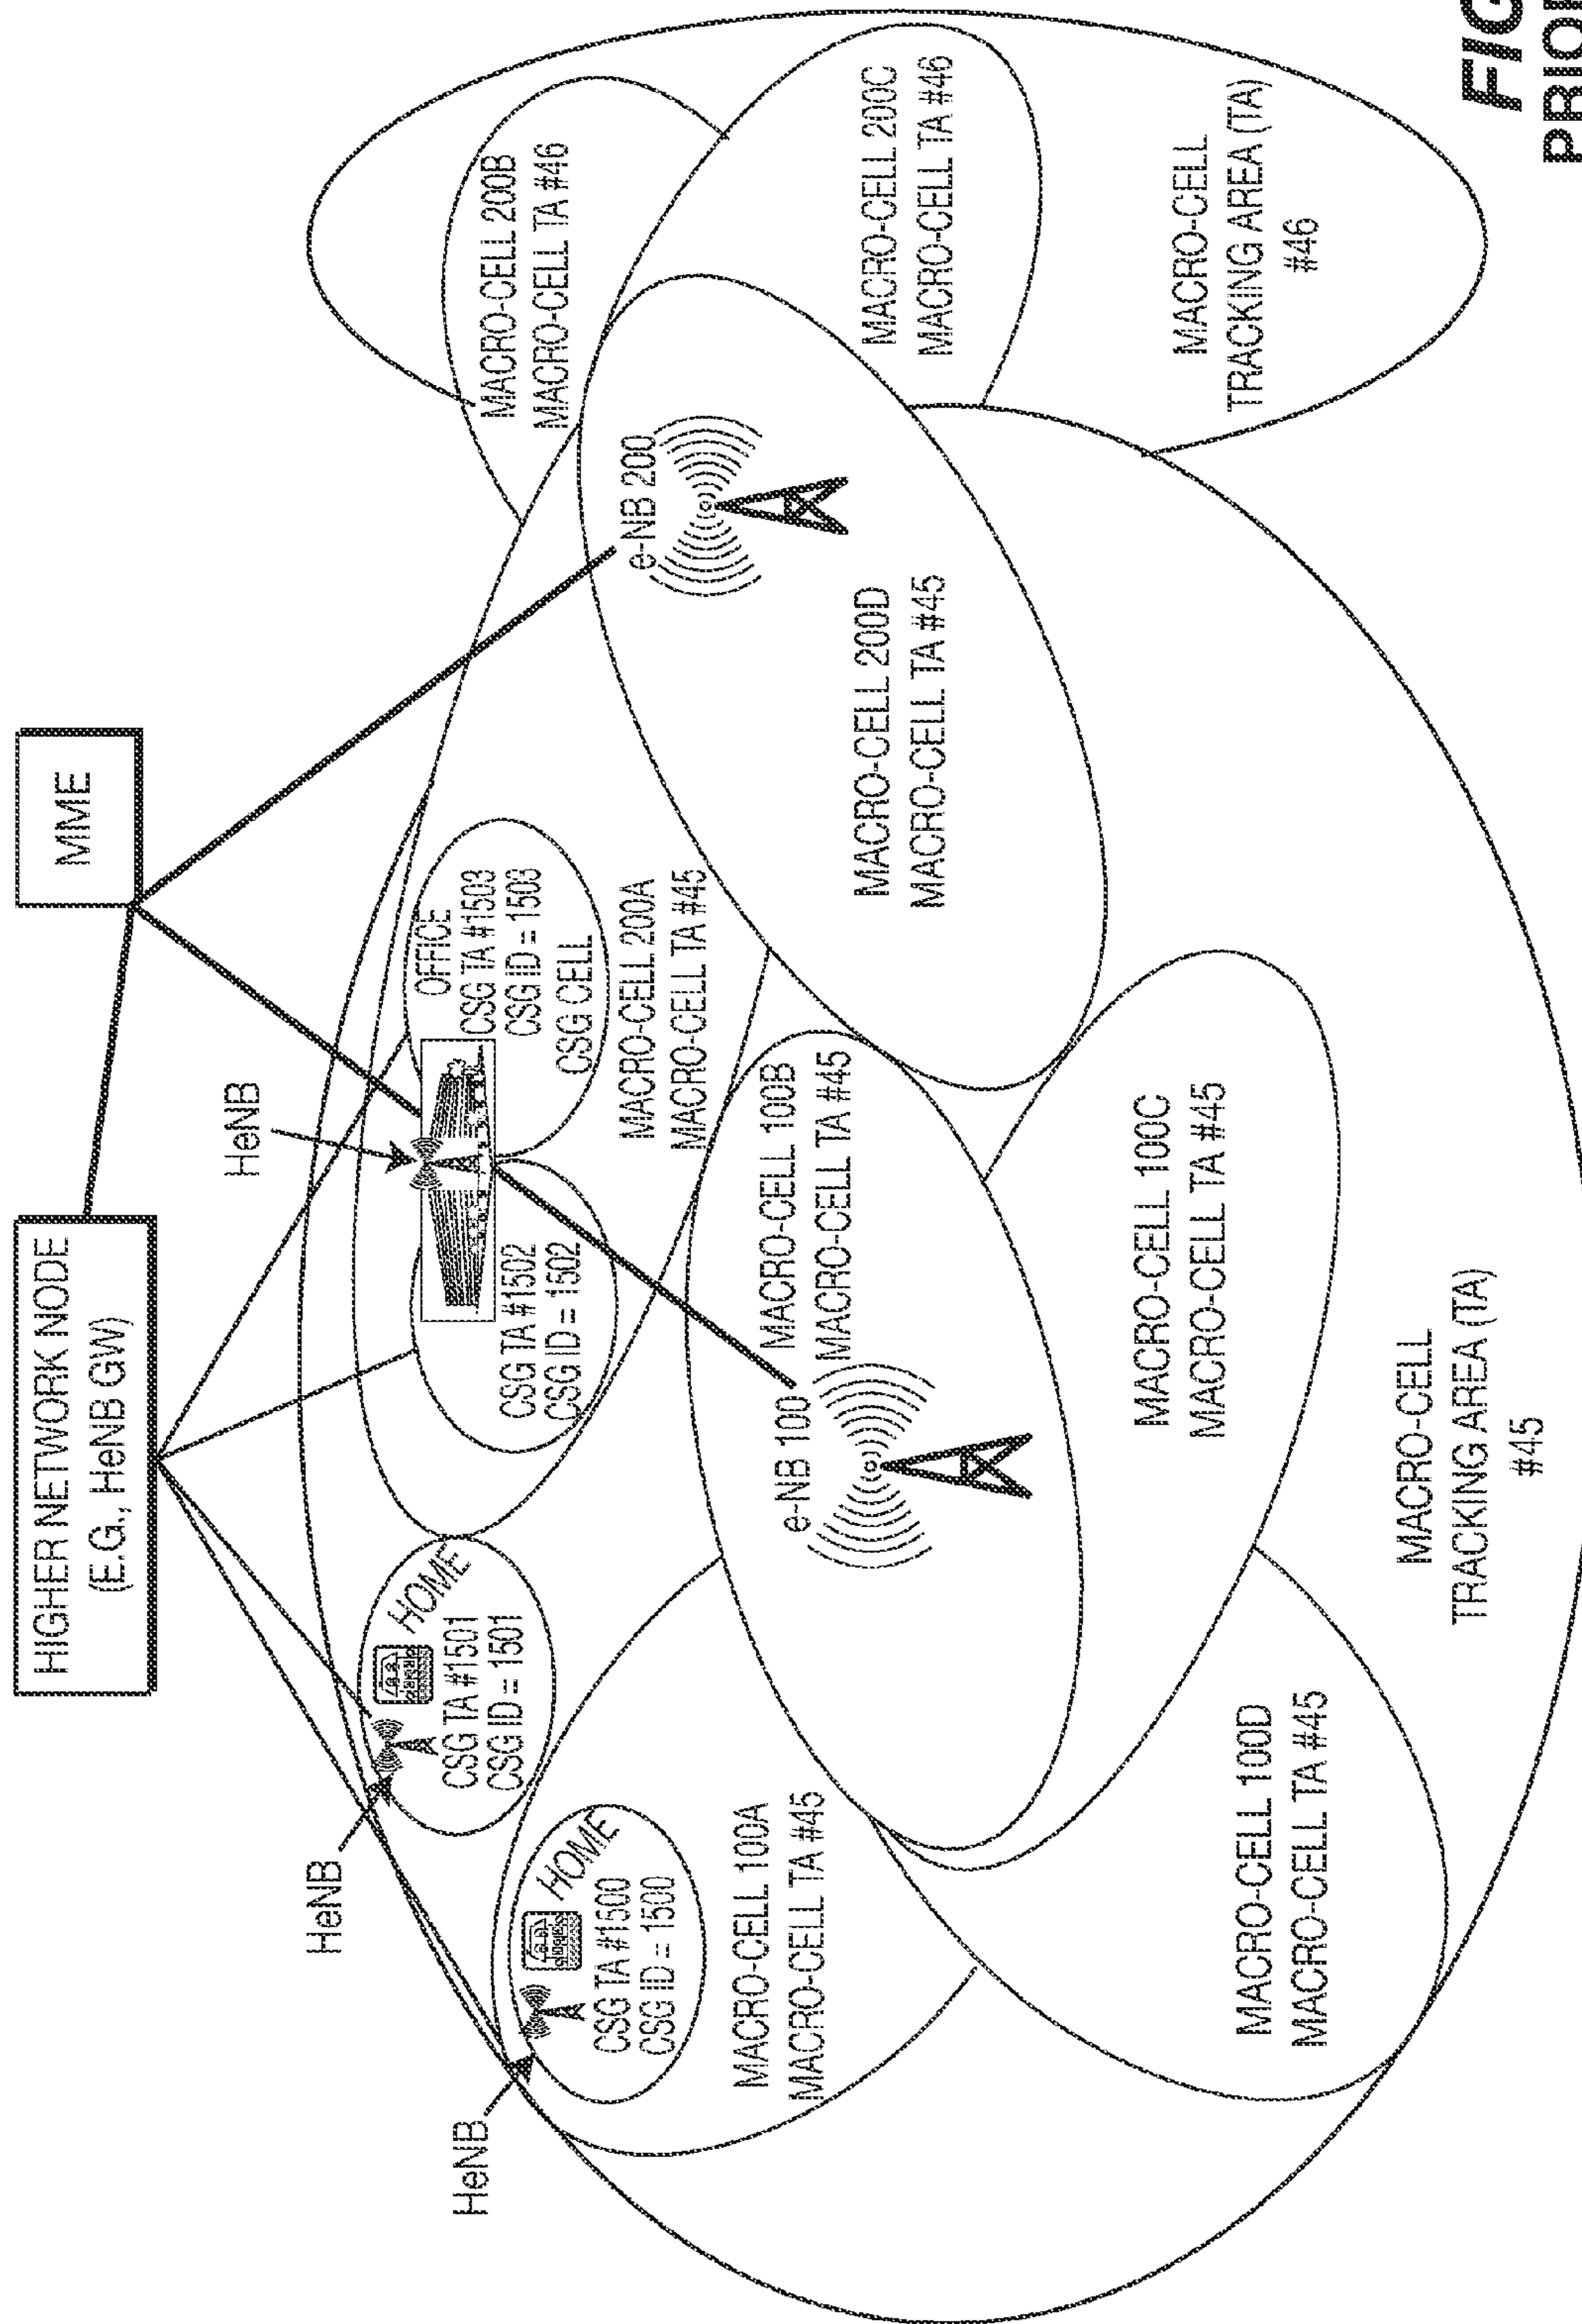 HIGHER NETWORK NODE
(E.G., HeNB GW)
MME
HeNB
HeNB
HeNB
HOME
CSG TA #1500
CSG ID = 1500
HOME
CSG TA #1501
CSG ID = 1501
CSG TA #1502
CSG ID = 1502
OFFICE
CSG TA #1503
CSG ID = 1503
CSG CELL
MACRO-CELL 200A
MACRO-CELL TA #45
MACRO-CELL 200B
MACRO-CELL TA #46
e-NB 200
MACRO-CELL 200C
MACRO-CELL TA #46
MACRO-CELL 200D
MACRO-CELL TA #45
MACRO-CELL
TRACKING AREA (TA)
#46
MACRO-CELL 100A
MACRO-CELL TA #45
e-NB 100
MACRO-CELL 100B
MACRO-CELL TA #45
MACRO-CELL 100C
MACRO-CELL TA #45
MACRO-CELL 100D
MACRO-CELL TA #45
MACRO-CELL
TRACKING AREA (TA)
#45